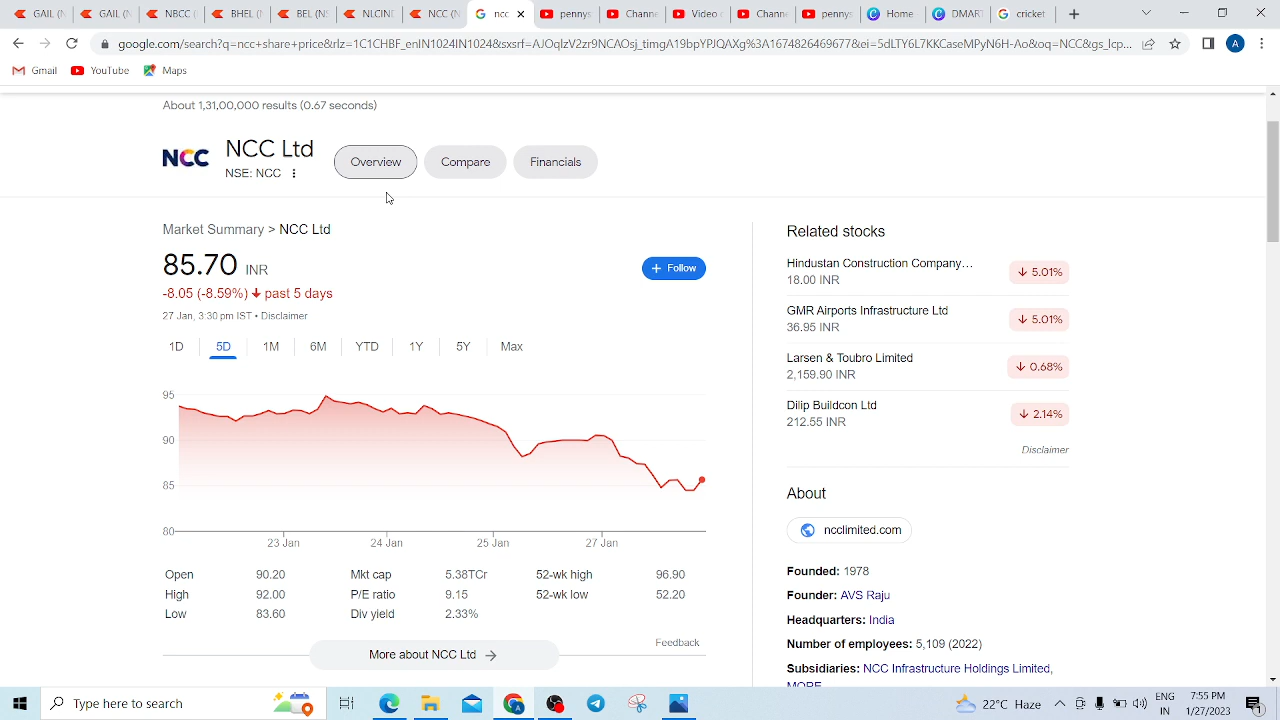 GAIL (N
GAIL (N
NCC (
BHEL (I
BEL (NS
NLCINC
NCC (N
ncc
pennys
Channe
Video c
Channe
pennys
Home
DMART
cricket
google.com/search?q=ncc+share+price&rlz=1C1CHBF_enIN1024IN1024&sxsrf=AJOqlzV2zr9NCAOsj_timgA19bpYPJQAXg%3A1674826469677&ei=5dLTY6L7KKCaseMPyN6H-Ao&oq=NCC&gs_lcp...
A
Gmail
YouTube
Maps
About 1,31,00,000 results (0.67 seconds)
NCC
NCC Ltd
NSE: NCC
Overview
Compare
Financials
Market Summary > NCC Ltd
85.70 INR
+ Follow
-8.05 (-8.59%) ↓ past 5 days
27 Jan, 3:30 pm IST • Disclaimer
1D
5D
1M
6M
YTD
1Y
5Y
Max
95
90
85
80
23 Jan
24 Jan
25 Jan
27 Jan
Open 90.20 Mkt cap 5.38TCr 52-wk high 96.90
High 92.00 P/E ratio 9.15 52-wk low 52.20
Low 83.60 Div yield 2.33%
Feedback
More about NCC Ltd →
Related stocks
Hindustan Construction Company…
18.00 INR
↓ 5.01%
GMR Airports Infrastructure Ltd
36.95 INR
↓ 5.01%
Larsen & Toubro Limited
2,159.90 INR
↓ 0.68%
Dilip Buildcon Ltd
212.55 INR
↓ 2.14%
Disclaimer
About
ncclimited.com
Founded: 1978
Founder: AVS Raju
Headquarters: India
Number of employees: 5,109 (2022)
Subsidiaries: NCC Infrastructure Holdings Limited,
MORE
Type here to search
22°C Haze
ENG
IN
7:55 PM
1/27/2023
1